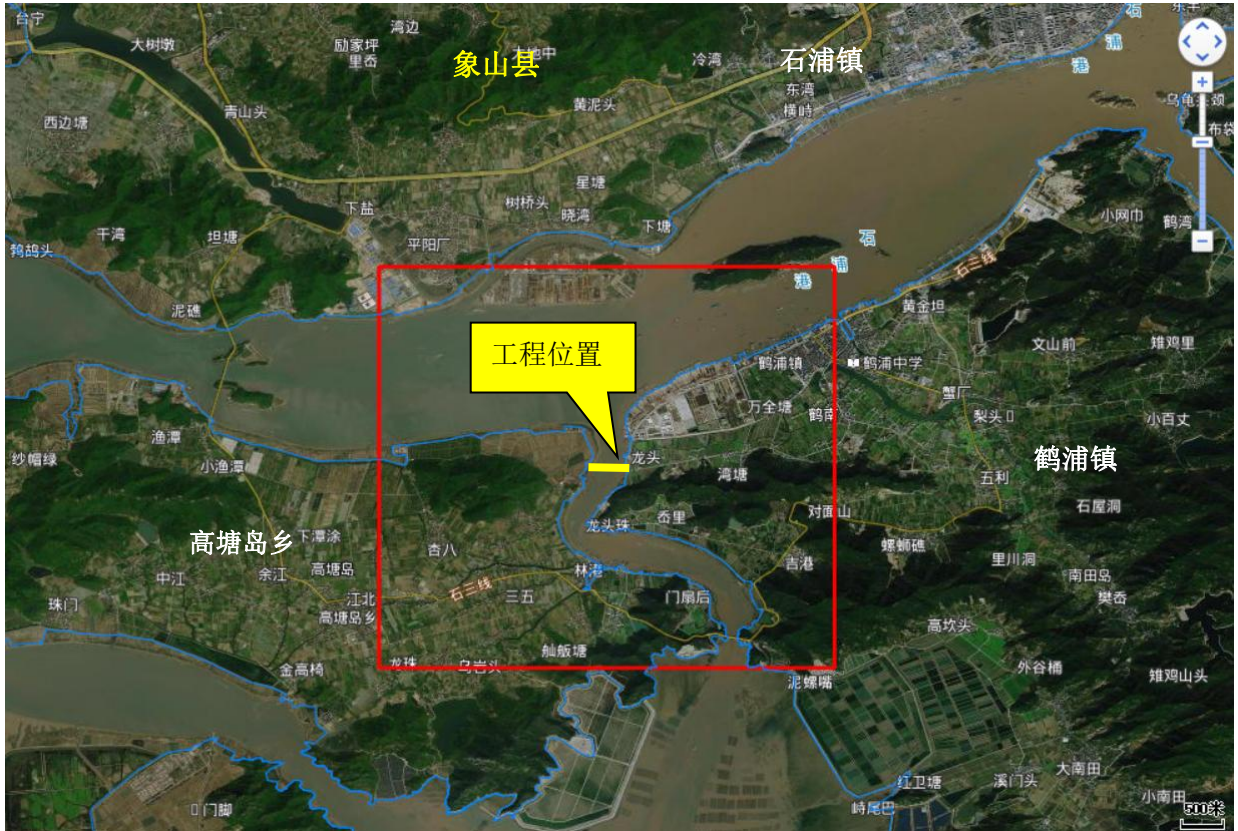 台宁
湾边
东羊
石
浦
港
大树墩
励家坪
里岙
象山县
冷湾
石浦镇
东湾
横峙
黄泥头
青山头
西边塘
布袋
星塘
树桥头
晓湾
下塘
下盐
平阳厂
干湾
坦塘
鹁鸪头
小网巾
鹤湾
石
浦
港
石三线
泥礁
黄金坦
工程位置
鹤浦镇
鹤浦中学
文山前
雉鸡里
蟹厂
万全塘
鹤南
梨头
小百丈
渔潭
纱帽绿
小渔潭
龙头
湾塘
鹤浦镇
五利
石屋洞
高塘岛乡
下潭涂
龙头珠
岙里
对面山
杏八
螺蛳礁
里川洞
中江
余江
高塘岛
林港
吉港
南田岛
樊岙
珠门
江北
高塘岛乡
石三线
三五
门扇后
高坎头
舢舨塘
金高椅
龙珠
乌岩头
泥螺嘴
外谷桶
雉鸡山头
门脚
红卫塘
溪门头
大南田
小南田
峙尾巴
500米